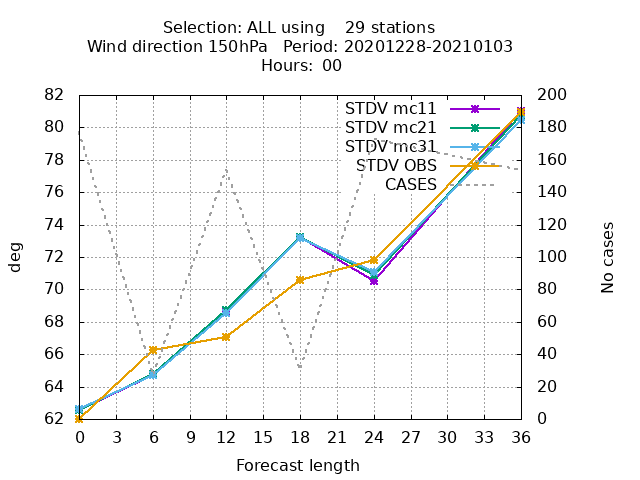 Selection: ALL using    29 stations
Wind direction 150hPa   Period: 20201228-20210103
Hours: 00
82 200
80 180
78 160
76 140
74 120
72 100
70 80
68 60
66 40
64 20
62 0
STDV mc11
STDV mc21
STDV mc31
STDV OBS
CASES
deg
No cases
0 3 6 9 12 15 18 21 24 27 30 33 36
Forecast length